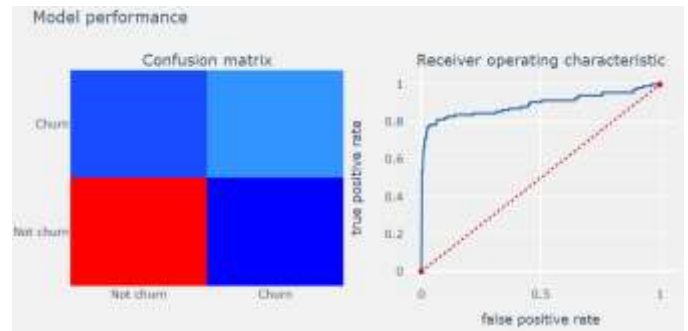 Model performance
Confusion matrix
Churn
Not churn
Not churn
Churn
Receiver operating characteristic
true positive rate
1
0.8
0.6
0.4
0.2
0
0
0.5
1
false positive rate